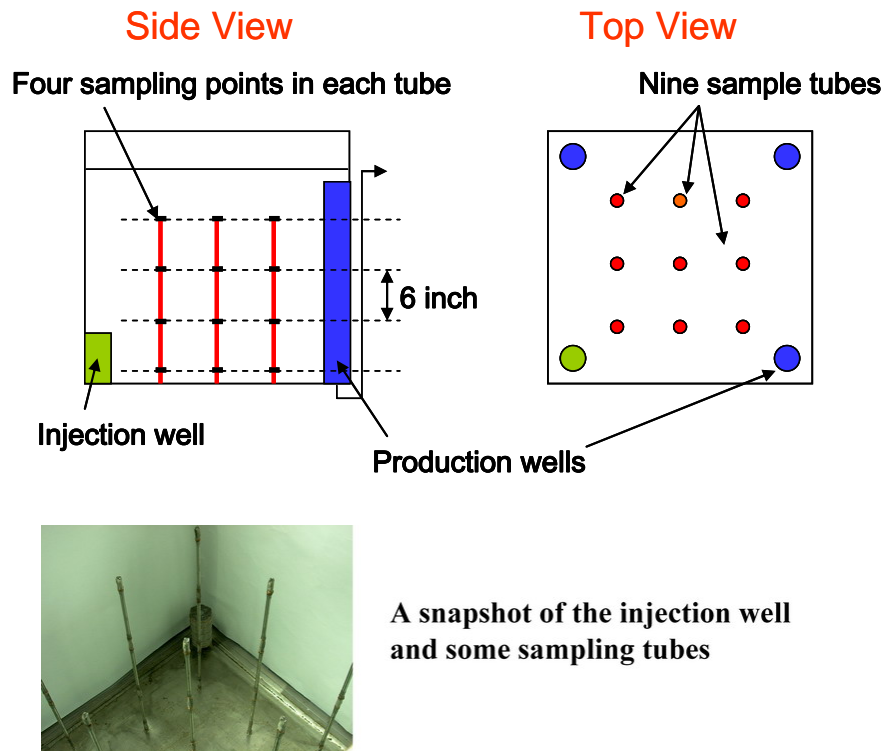 Side View
Top View
Four sampling points in each tube
Nine sample tubes
6 inch
Injection well
Production wells
A snapshot of the injection well
and some sampling tubes